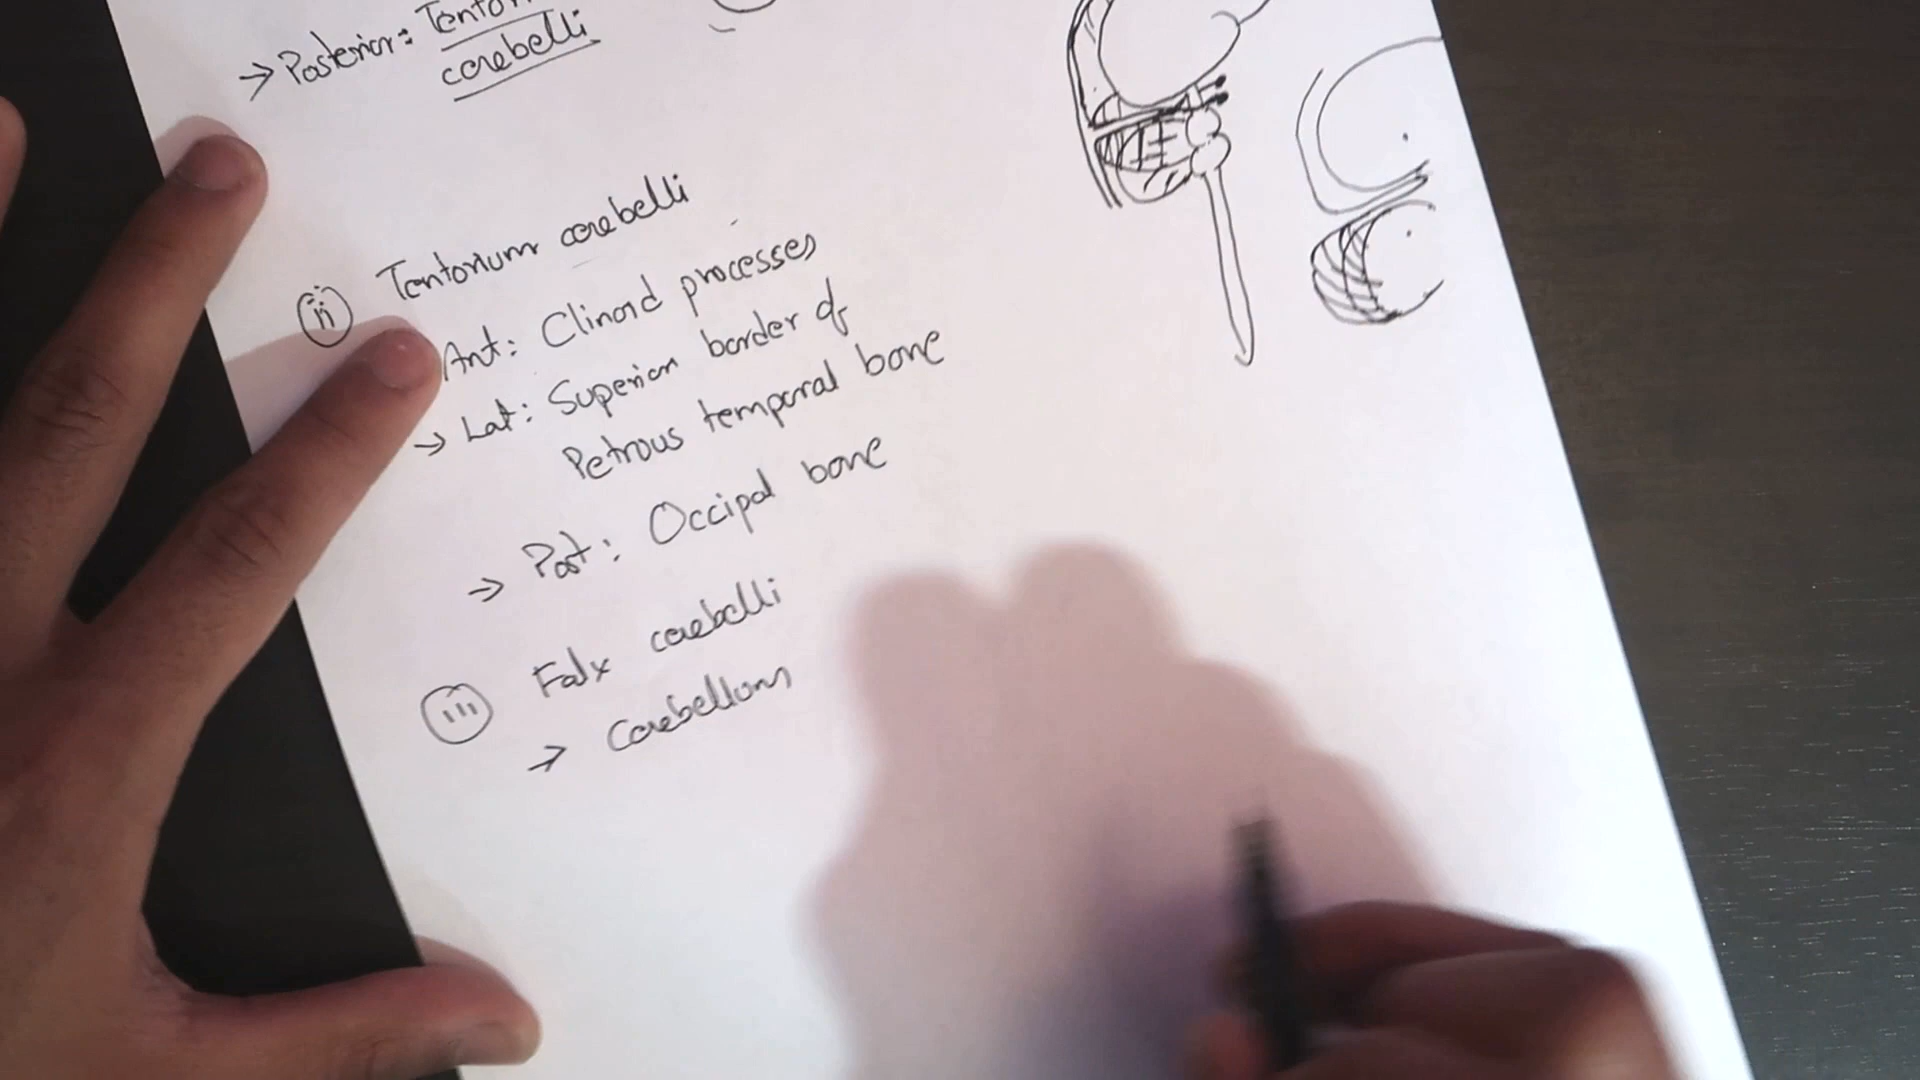 → Posterior: Tento
cerebelli
ii Tentorium cerebelli
Ant: Clinoid processes
→ Lat: Superior border of
Petrous temporal bone
→ Post: Occipal bone
iii Falx cerebelli
→ Cerebellum